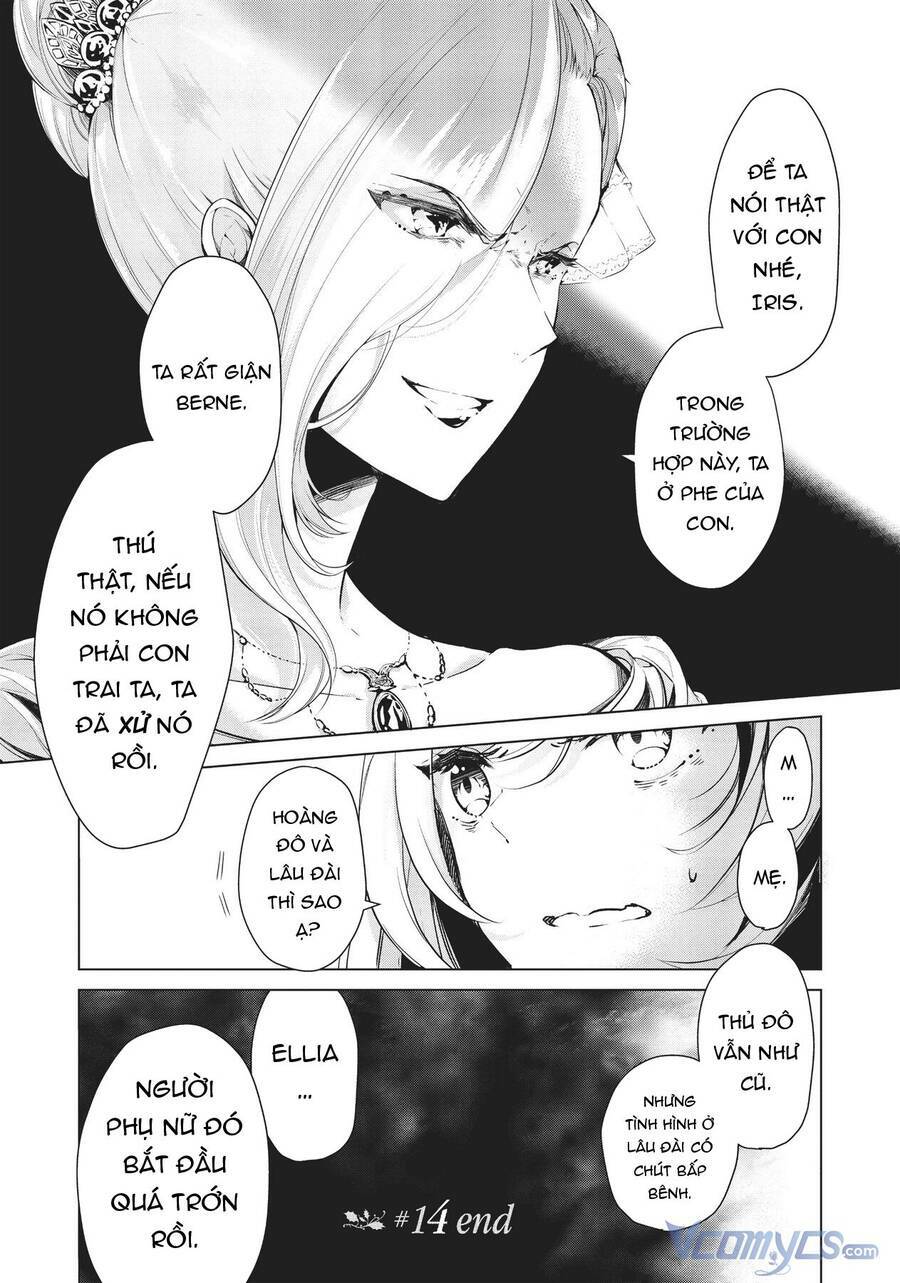 ĐỂ TA
NÓI THẬT
VỚI CON
NHÉ,
IRIS.
TRONG
TRƯỜNG
HỢP NÀY, TA
Ở PHE CỦA
CON.
TA RẤT GIẬN
BERNE.
THÚ
THẬT, NẾU
NÓ KHÔNG
PHẢI CON
TRAI TA, TA
ĐÃ XỬ NÓ
RỒI.
M
...
MẸ.
HOÀNG
ĐÔ VÀ
LÂU ĐÀI
THÌ SAO
Ạ?
THỦ ĐÔ
VẪN NHƯ
CŨ.
NHƯNG
TÌNH HÌNH Ở
LÂU ĐÀI CÓ
CHÚT BẤP
BÊNH.
ELLIA
...
NGƯỜI
PHỤ NỮ ĐÓ
BẮT ĐẦU
QUÁ TRỚN
RỒI.
#14 end
VCOMYCS.com